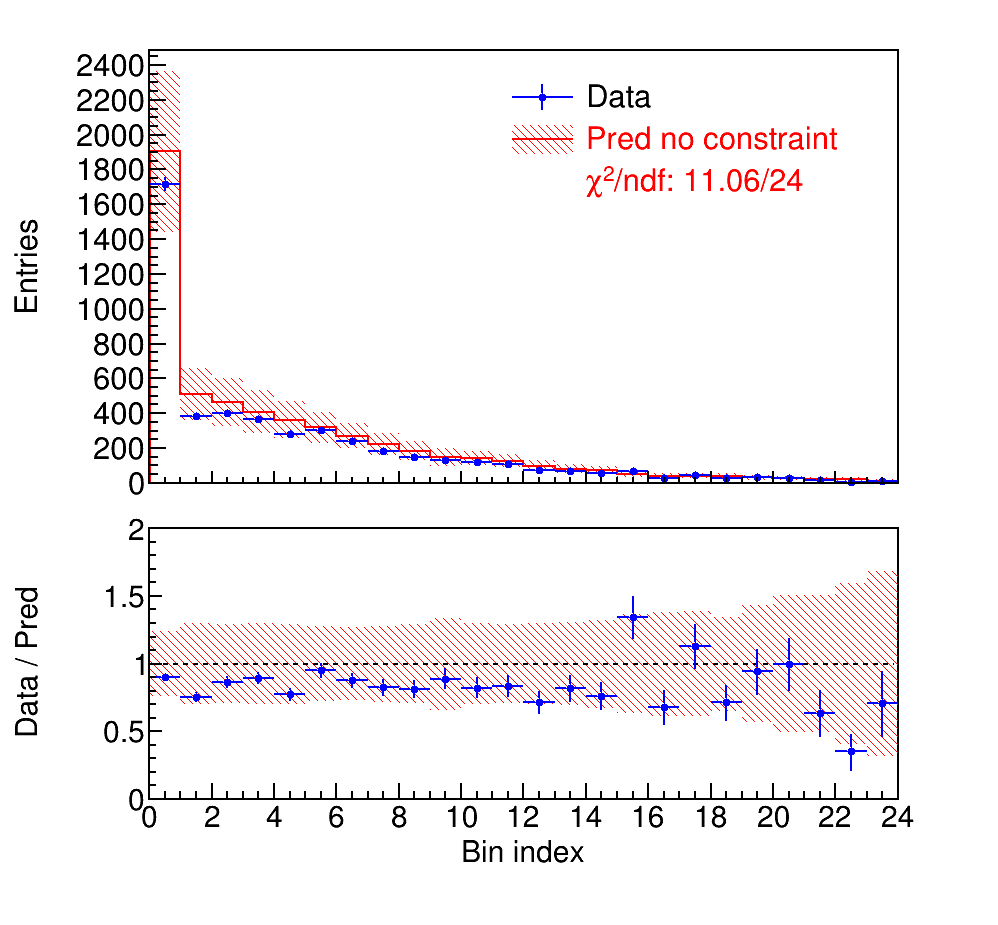 Data
Pred no constraint
χ²/ndf: 11.06/24
Entries
2400
2200
2000
1800
1600
1400
1200
1000
800
600
400
200
0
Data / Pred
2
1.5
1
0.5
0
0 2 4 6 8 10 12 14 16 18 20 22 24
Bin index